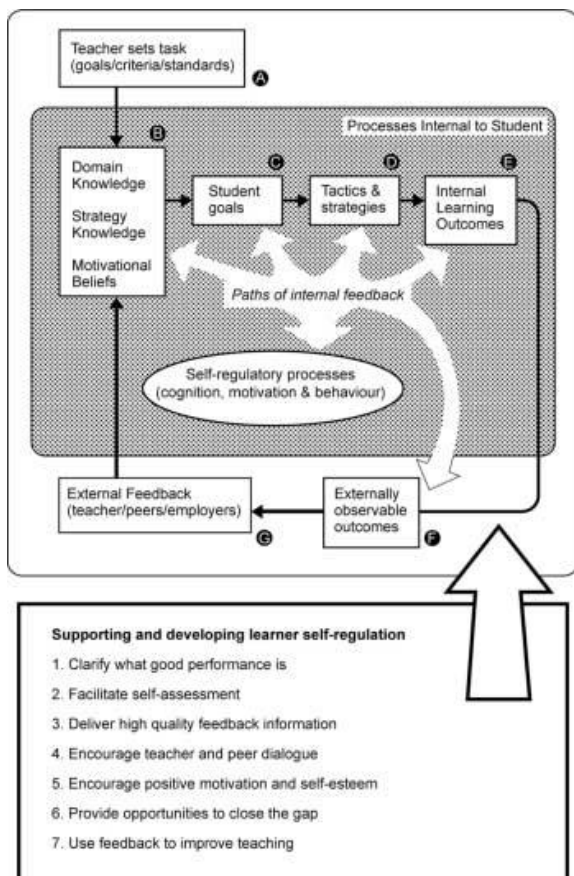 Teacher sets task
(goals/criteria/standards)
A
Processes Internal to Student
B
Domain
Knowledge
Strategy
Knowledge
Motivational
Beliefs
C
Student
goals
D
Tactics &
strategies
E
Internal
Learning
Outcomes
Paths of internal feedback
Self-regulatory processes
(cognition, motivation & behaviour)
External Feedback
(teacher/peers/employers)
G
Externally
observable
outcomes
F
Supporting and developing learner self-regulation
1. Clarify what good performance is
2. Facilitate self-assessment
3. Deliver high quality feedback information
4. Encourage teacher and peer dialogue
5. Encourage positive motivation and self-esteem
6. Provide opportunities to close the gap
7. Use feedback to improve teaching